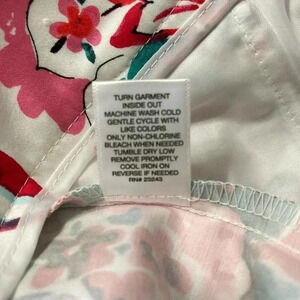 TURN GARMENT
INSIDE OUT
MACHINE WASH COLD
GENTLE CYCLE WITH
LIKE COLORS
ONLY NON-CHLORINE
BLEACH WHEN NEEDED
TUMBLE DRY LOW
REMOVE PROMPTLY
COOL IRON ON
REVERSE IF NEEDED
RN# 23243